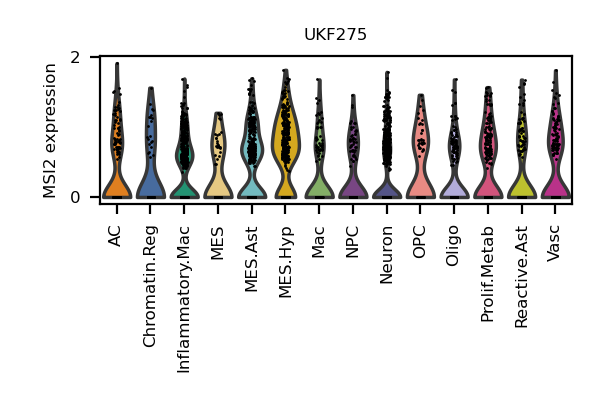 UKF275
MSI2 expression
2
0
AC
Chromatin.Reg
Inflammatory.Mac
MES
MES.Ast
MES.Hyp
Mac
NPC
Neuron
OPC
Oligo
Prolif.Metab
Reactive.Ast
Vasc